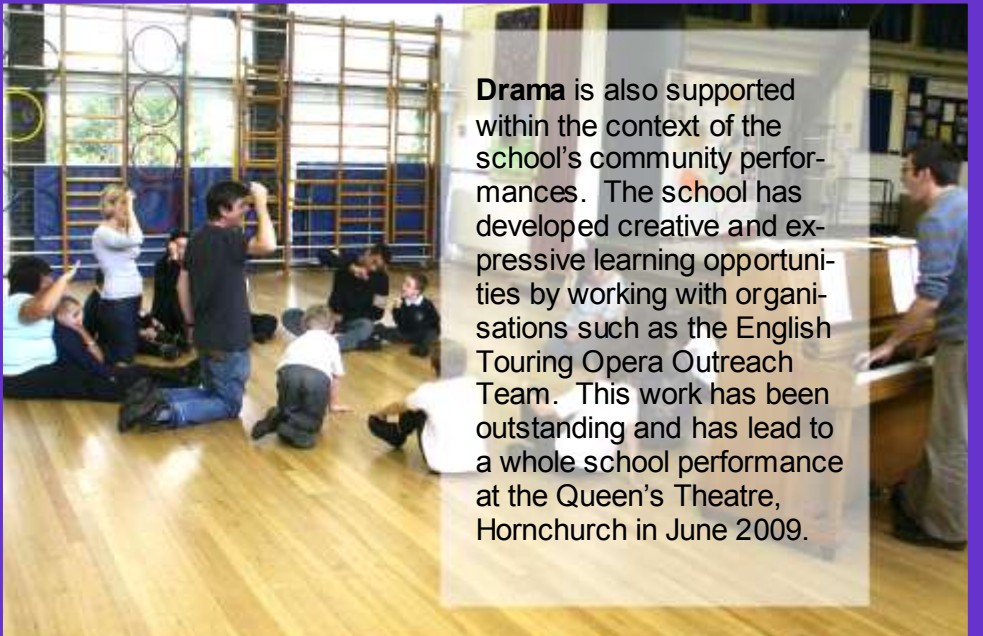 Drama is also supported
within the context of the
school's community perfor-
mances.  The school has
developed creative and ex-
pressive learning opportuni-
ties by working with organi-
sations such as the English
Touring Opera Outreach
Team.  This work has been
outstanding and has lead to
a whole school performance
at the Queen's Theatre,
Hornchurch in June 2009.